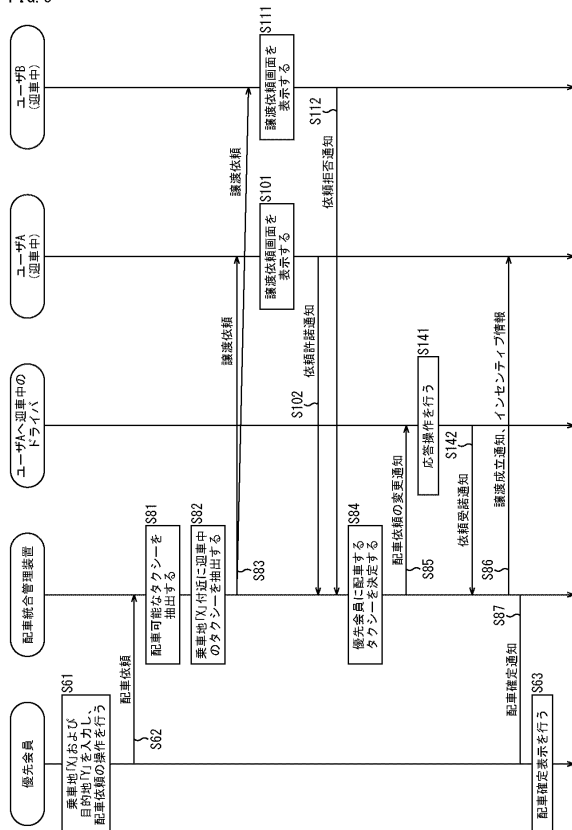 優先会員
配車統合管理装置
ユーザAへ迎車中の
ドライバ
ユーザA
(迎車中)
ユーザB
(迎車中)
S61
乗車地「X」および
目的地「Y」を入力し、
配車依頼の操作を行う
配車依頼
S62
S81
配車可能なタクシーを
抽出する
S82
乗車地「X」付近に迎車中
のタクシーを抽出する
譲渡依頼
S83
譲渡依頼
S101
譲渡依頼画面を
表示する
S111
譲渡依頼画面を
表示する
依頼許諾通知
S102
依頼拒否通知
S112
S84
優先会員に配車する
タクシーを決定する
配車依頼の変更通知
S85
S141
応答操作を行う
依頼受諾通知
S142
譲渡成立通知、インセンティブ情報
S86
配車確定通知
S87
S63
配車確定表示を行う